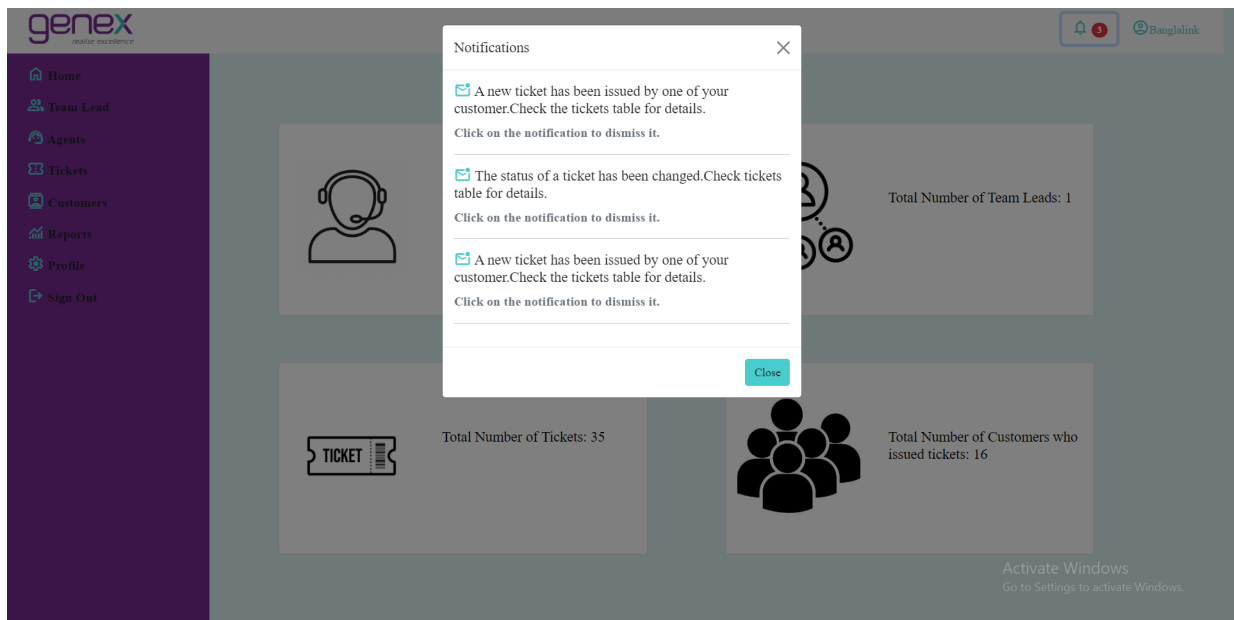 genex
realise excellence
3
Banglalink
Home
Team Lead
Agents
Tickets
Customers
Reports
Profile
Sign Out
Notifications
A new ticket has been issued by one of your
customer.Check the tickets table for details.
Click on the notification to dismiss it.
The status of a ticket has been changed.Check tickets
table for details.
Click on the notification to dismiss it.
A new ticket has been issued by one of your
customer.Check the tickets table for details.
Click on the notification to dismiss it.
Close
Total Number of Team Leads: 1
TICKET
Total Number of Tickets: 35
Total Number of Customers who
issued tickets: 16
Activate Windows
Go to Settings to activate Windows.